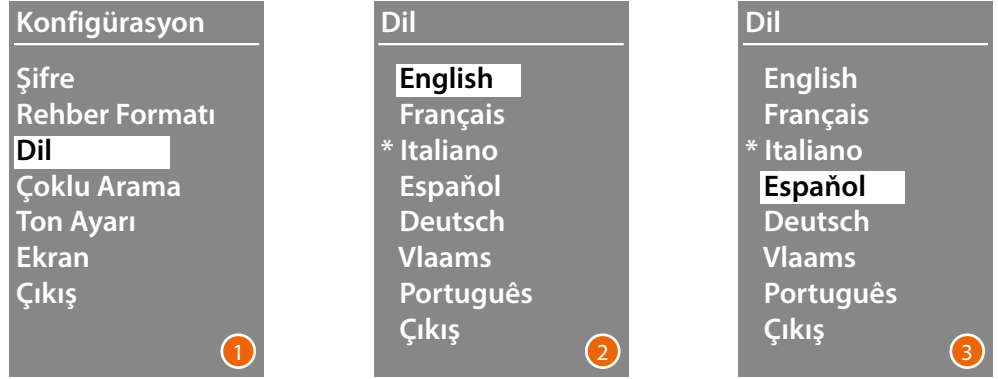 Konfigürasyon
Şifre
Rehber Formatı
Dil
Çoklu Arama
Ton Ayarı
Ekran
Çıkış
1
Dil
English
Français
* Italiano
Espaňol
Deutsch
Vlaams
Português
Çıkış
2
Dil
English
Français
* Italiano
Espaňol
Deutsch
Vlaams
Português
Çıkış
3